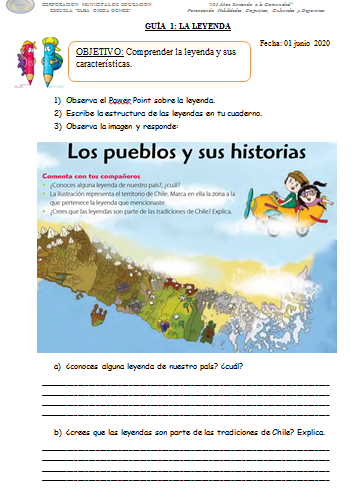 CORPORACION MUNICIPAL DE EDUCACION
ESCUELA "ELBA OJEDA GÓMEZ"
Potenciando Habilidades Cognitivas, Culturales y Deportivas
GUÍA 1: LA LEYENDA
Fecha: 01 junio 2020
OBJETIVO: Comprender la leyenda y sus
características.
1) Observa el Power Point sobre la leyenda.
2) Escribe la estructura de las leyendas en tu cuaderno.
3) Observa la imagen y responde:
Los pueblos y sus historias
Comenta con tus compañeros
• ¿Conoces alguna leyenda de nuestro país?, ¿cuál?
• La ilustración representa el territorio de Chile. Marca en ella la zona a la
que pertenece la leyenda que mencionaste.
• ¿Crees que las leyendas son parte de las tradiciones de Chile? Explica.
a) ¿conoces alguna leyenda de nuestro país? ¿cuál?
b) ¿crees que las leyendas son parte de las tradiciones de Chile? Explica.